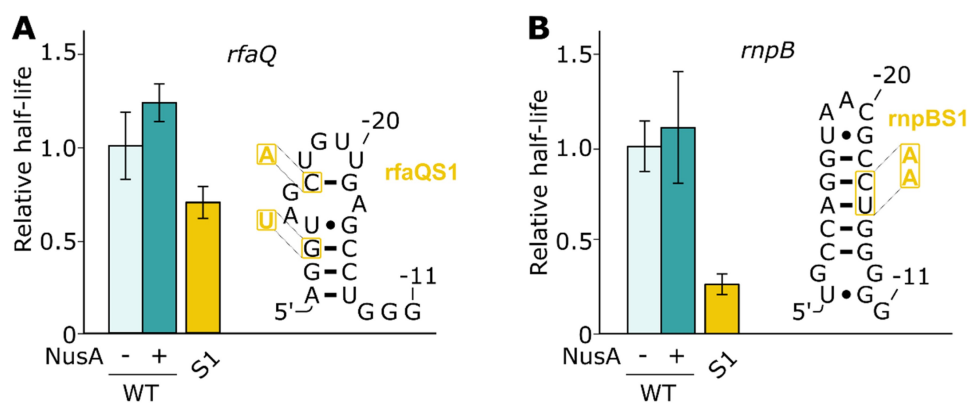 A
rfaQ
Relative half-life
1.5
1.0
0.5
0
NusA
-
+
S1
WT
-20
rfaQS1
A
U
G U
U U
C G
G A
A U G
G C
G C
A U G G G
5'
-11
B
rnpB
Relative half-life
1.5
1.0
0.5
0
NusA
-
+
S1
WT
-20
rnpBS1
A
A
A A
A C
U G
G C
G C
A U
C G
C G
G G
U G
5'
G
-11